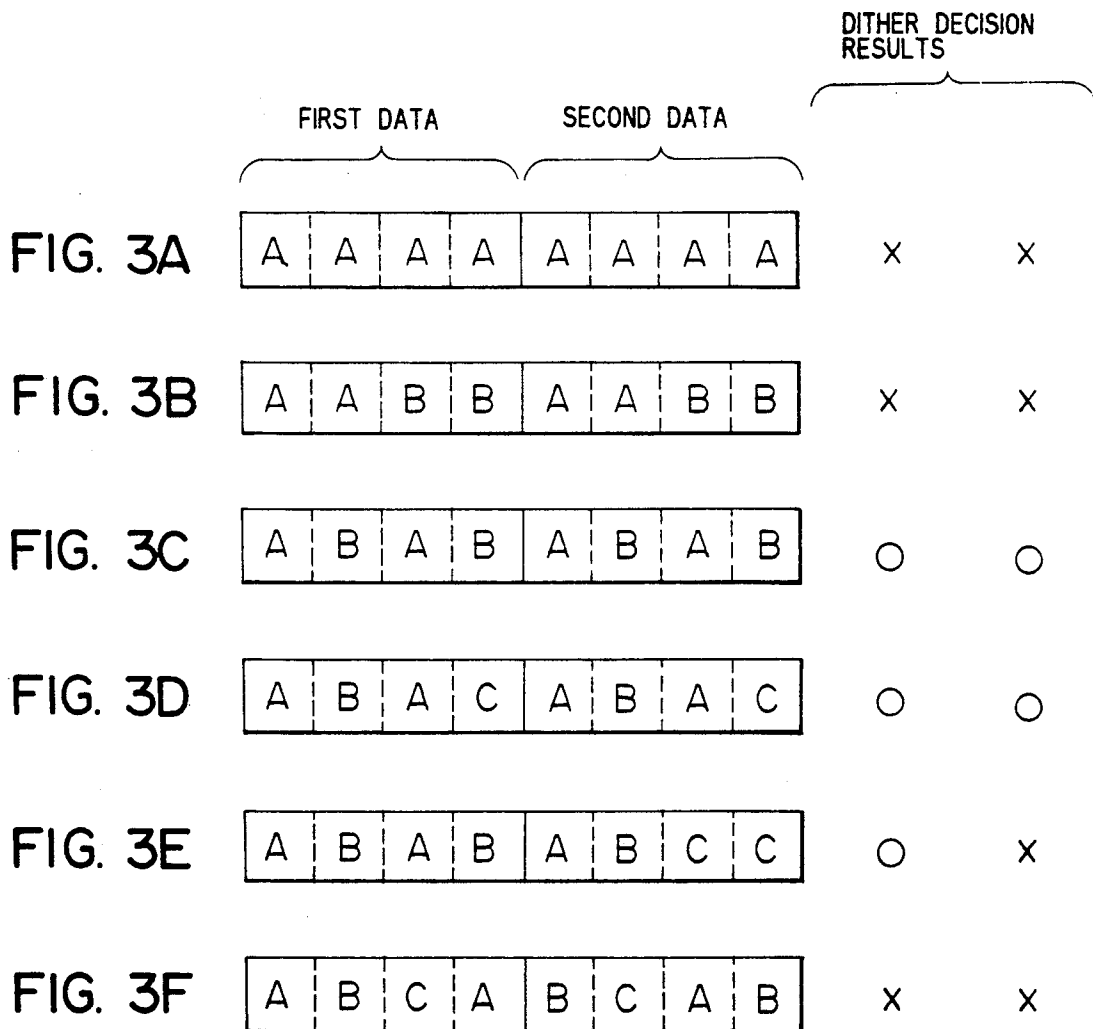 DITHER DECISION
RESULTS
FIRST DATA SECOND DATA
FIG. 3A A A A A A A A A × ×
FIG. 3B A A B B A A B B × ×
FIG. 3C A B A B A B A B ○ ○
FIG. 3D A B A C A B A C ○ ○
FIG. 3E A B A B A B C C ○ ×
FIG. 3F A B C A B C A B × ×